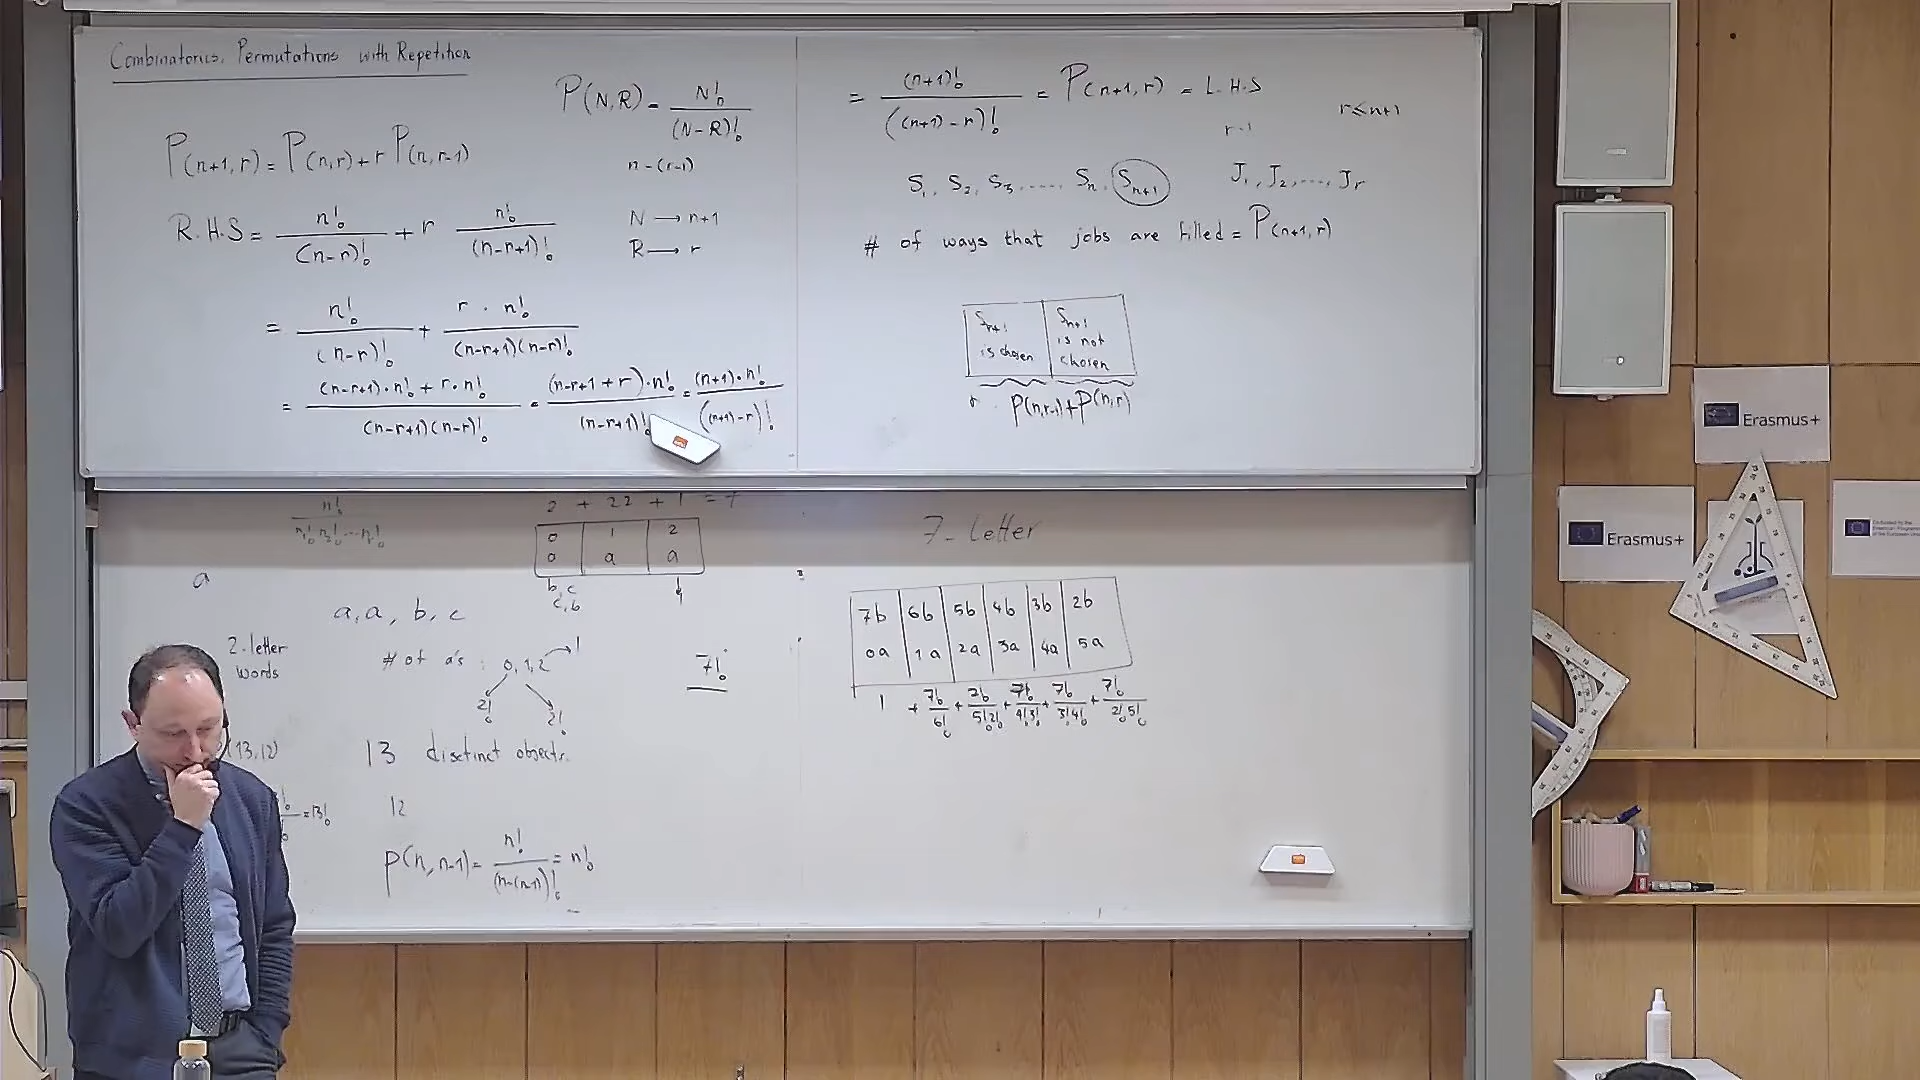 Combinatorics, Permutations with Repetition
P(N,R) = N! / (N-R)!
P(n+1,r) = P(n,r) + r P(n,r-1)
n-(r-1)
R.H.S = n! / (n-r)! + r n! / (n-r+1)!
N → n+1
R → r
= n! / (n-r)! + r · n! / (n-r+1)(n-r)!
= (n-r+1)·n! + r·n! / (n-r+1)(n-r)! = (n-r+1+r)·n! / (n-r+1)! = (n+1)·n! / ((n+1)-r)!
= (n+1)! / ((n+1)-r)! = P(n+1,r) = L.H.S
r≤n+1
r-1
S1, S2, S3, ...., Sn, Sn+1
J1, J2, ..., Jr
# of ways that jobs are filled = P(n+1,r)
Sn+1 is chosen
Sn+1 is not chosen
r · P(n,r-1) + P(n,r)
n! / n1! n2! ... nr!
2 + 2 2 + 1 = 7
0 1 2
a a a
b,c
c,b
a
a, a, b, c
2-letter
words
# of a's : 0, 1, 2 → 1
2! 2!
7!
(13,12)
13 distinct objects
= 13!
12
P(n, n-1) = n! / (n-(n-1))! = n!
7-letter
7b 6b 5b 4b 3b 2b
0a 1a 2a 3a 4a 5a
1 + 7! / 6! + 7! / 5!2! + 7! / 4!3! + 7! / 3!4! + 7! / 2!5!
Erasmus+
Erasmus+